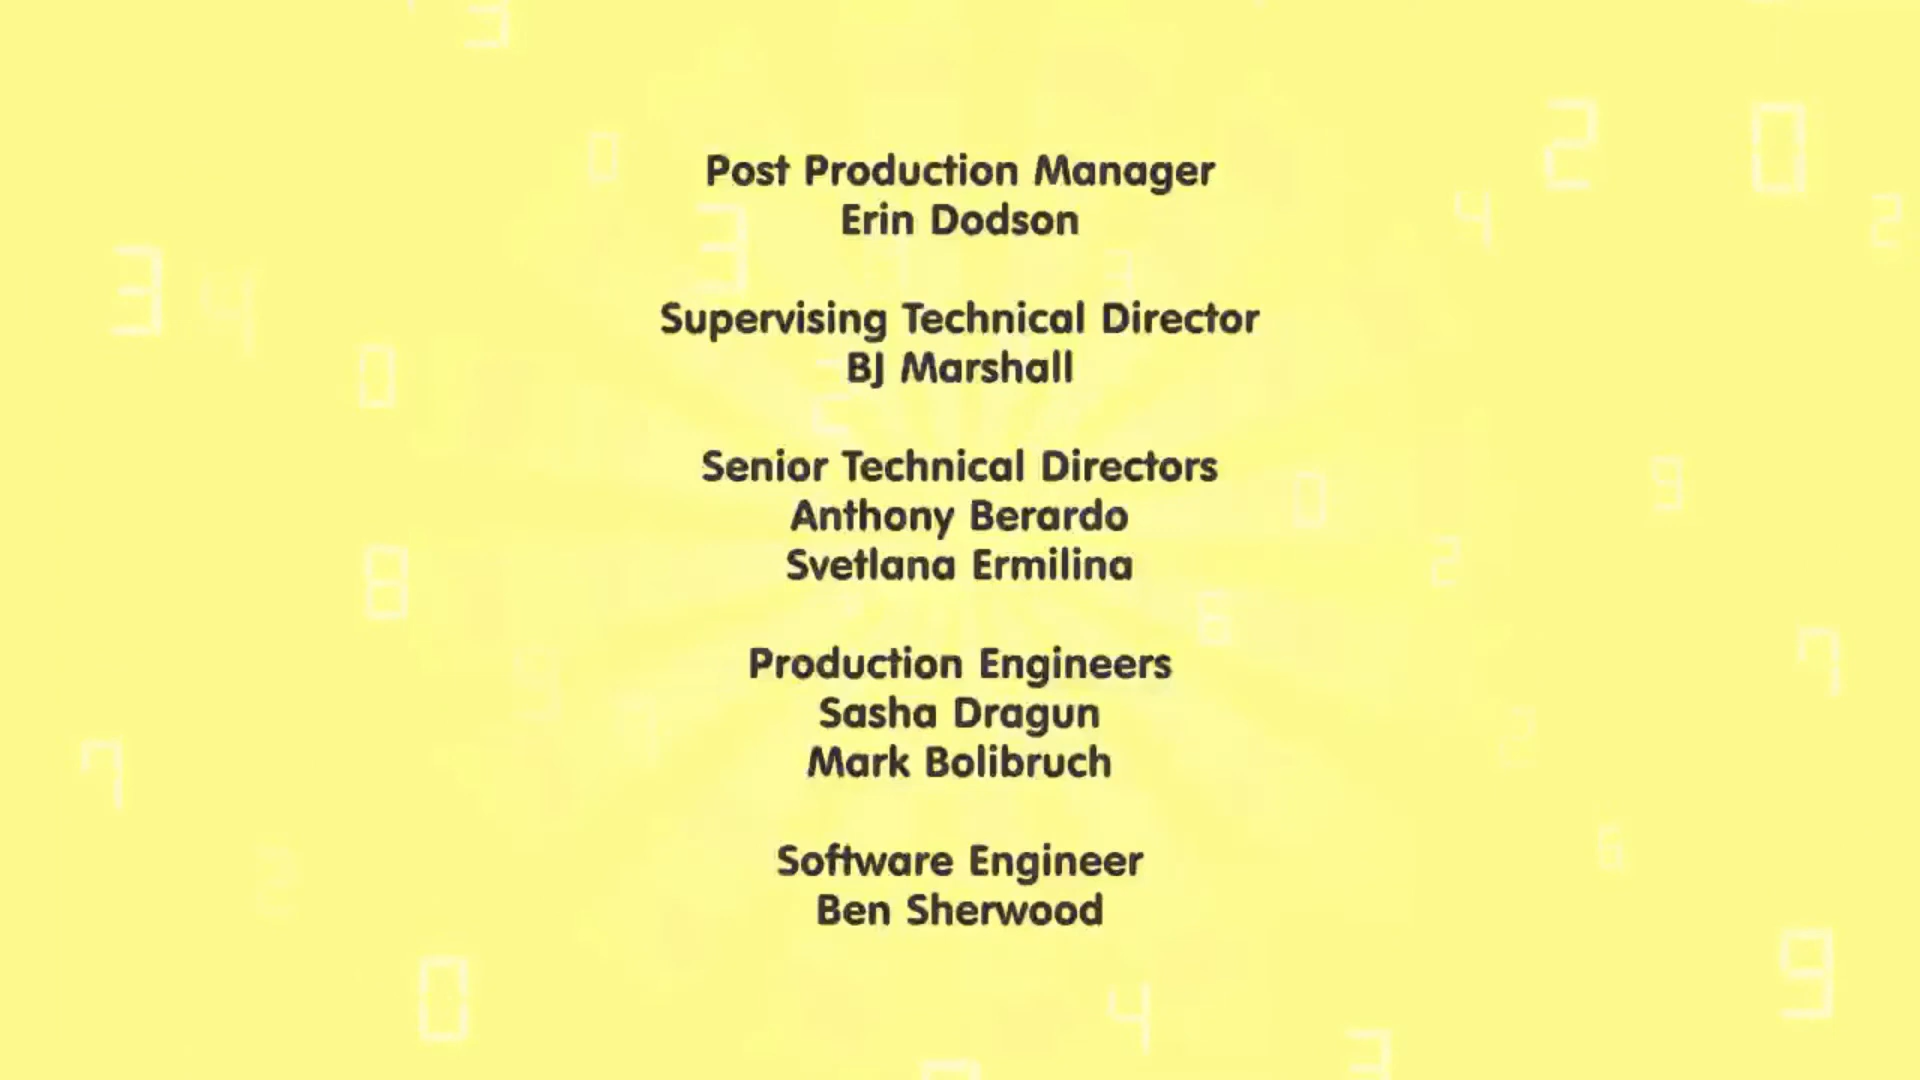 Post Production Manager
Erin Dodson
Supervising Technical Director
BJ Marshall
Senior Technical Directors
Anthony Berardo
Svetlana Ermilina
Production Engineers
Sasha Dragun
Mark Bolibruch
Software Engineer
Ben Sherwood